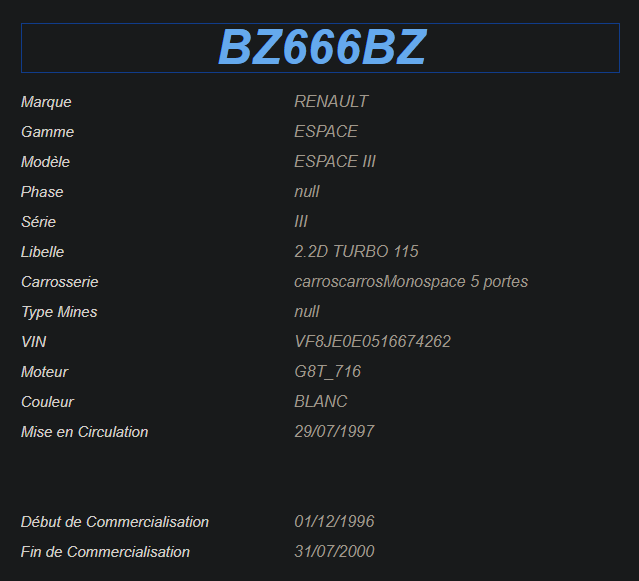 BZ666BZ
Marque RENAULT
Gamme ESPACE
Modèle ESPACE III
Phase null
Série III
Libelle 2.2D TURBO 115
Carrosserie carroscarrosMonospace 5 portes
Type Mines null
VIN VF8JE0E0516674262
Moteur G8T_716
Couleur BLANC
Mise en Circulation 29/07/1997
Début de Commercialisation 01/12/1996
Fin de Commercialisation 31/07/2000